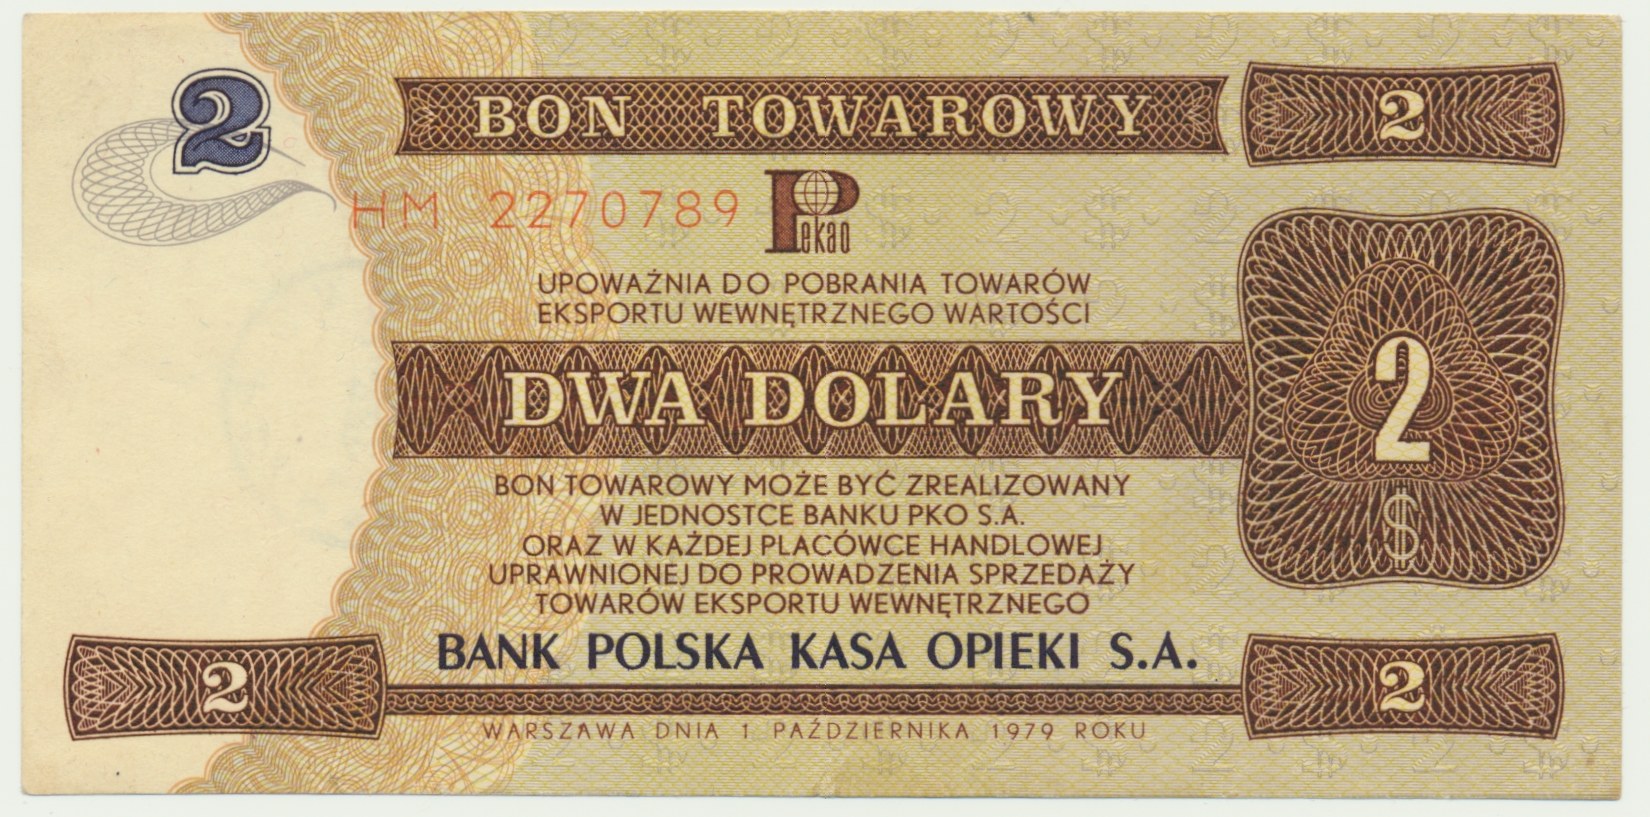 2
BON TOWAROWY
2
HM 2270789
Pekao
UPOWAŻNIA DO POBRANIA TOWARÓW
EKSPORTU WEWNĘTRZNEGO WARTOŚCI
DWA DOLARY
2
$
BON TOWAROWY MOŻE BYĆ ZREALIZOWANY
W JEDNOSTCE BANKU PKO S.A.
ORAZ W KAŻDEJ PLACÓWCE HANDLOWEJ
UPRAWNIONEJ DO PROWADZENIA SPRZEDAŻY
TOWARÓW EKSPORTU WEWNĘTRZNEGO
BANK POLSKA KASA OPIEKI S.A.
2
2
WARSZAWA DNIA 1 PAŹDZIERNIKA 1979 ROKU